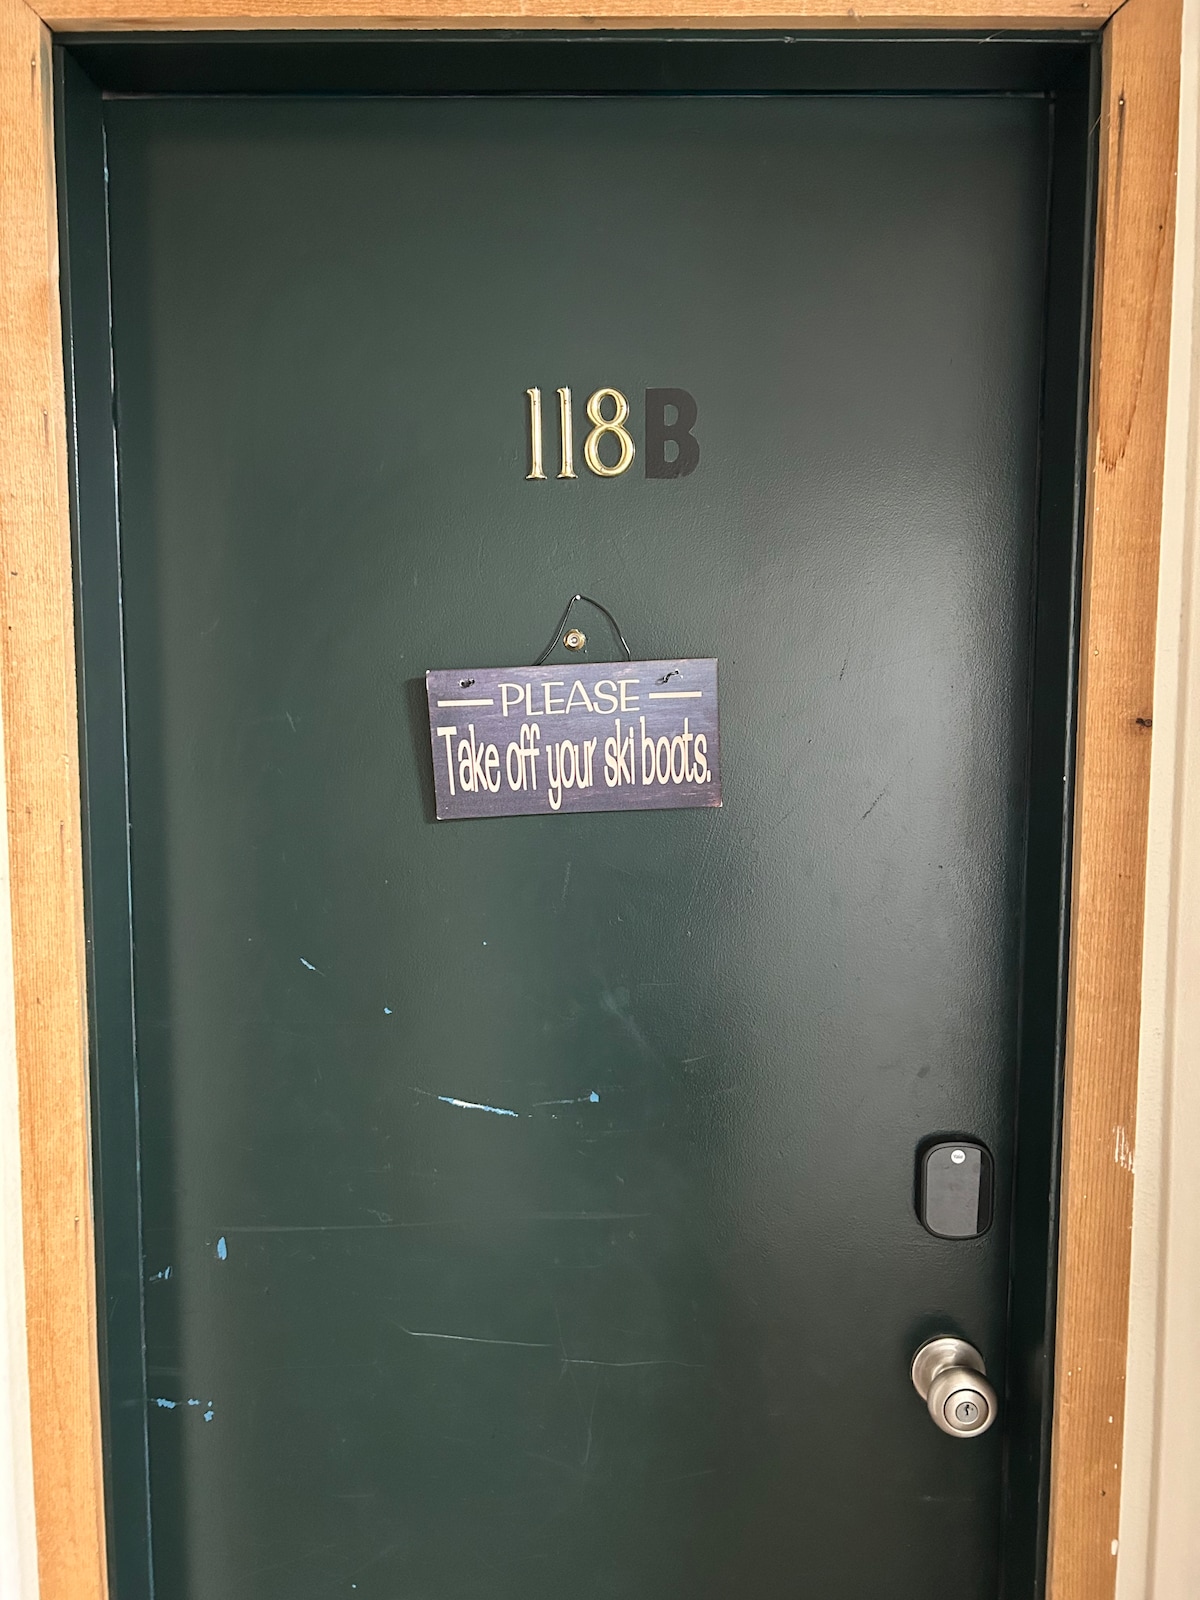 118B
PLEASE
Take off your ski boots.